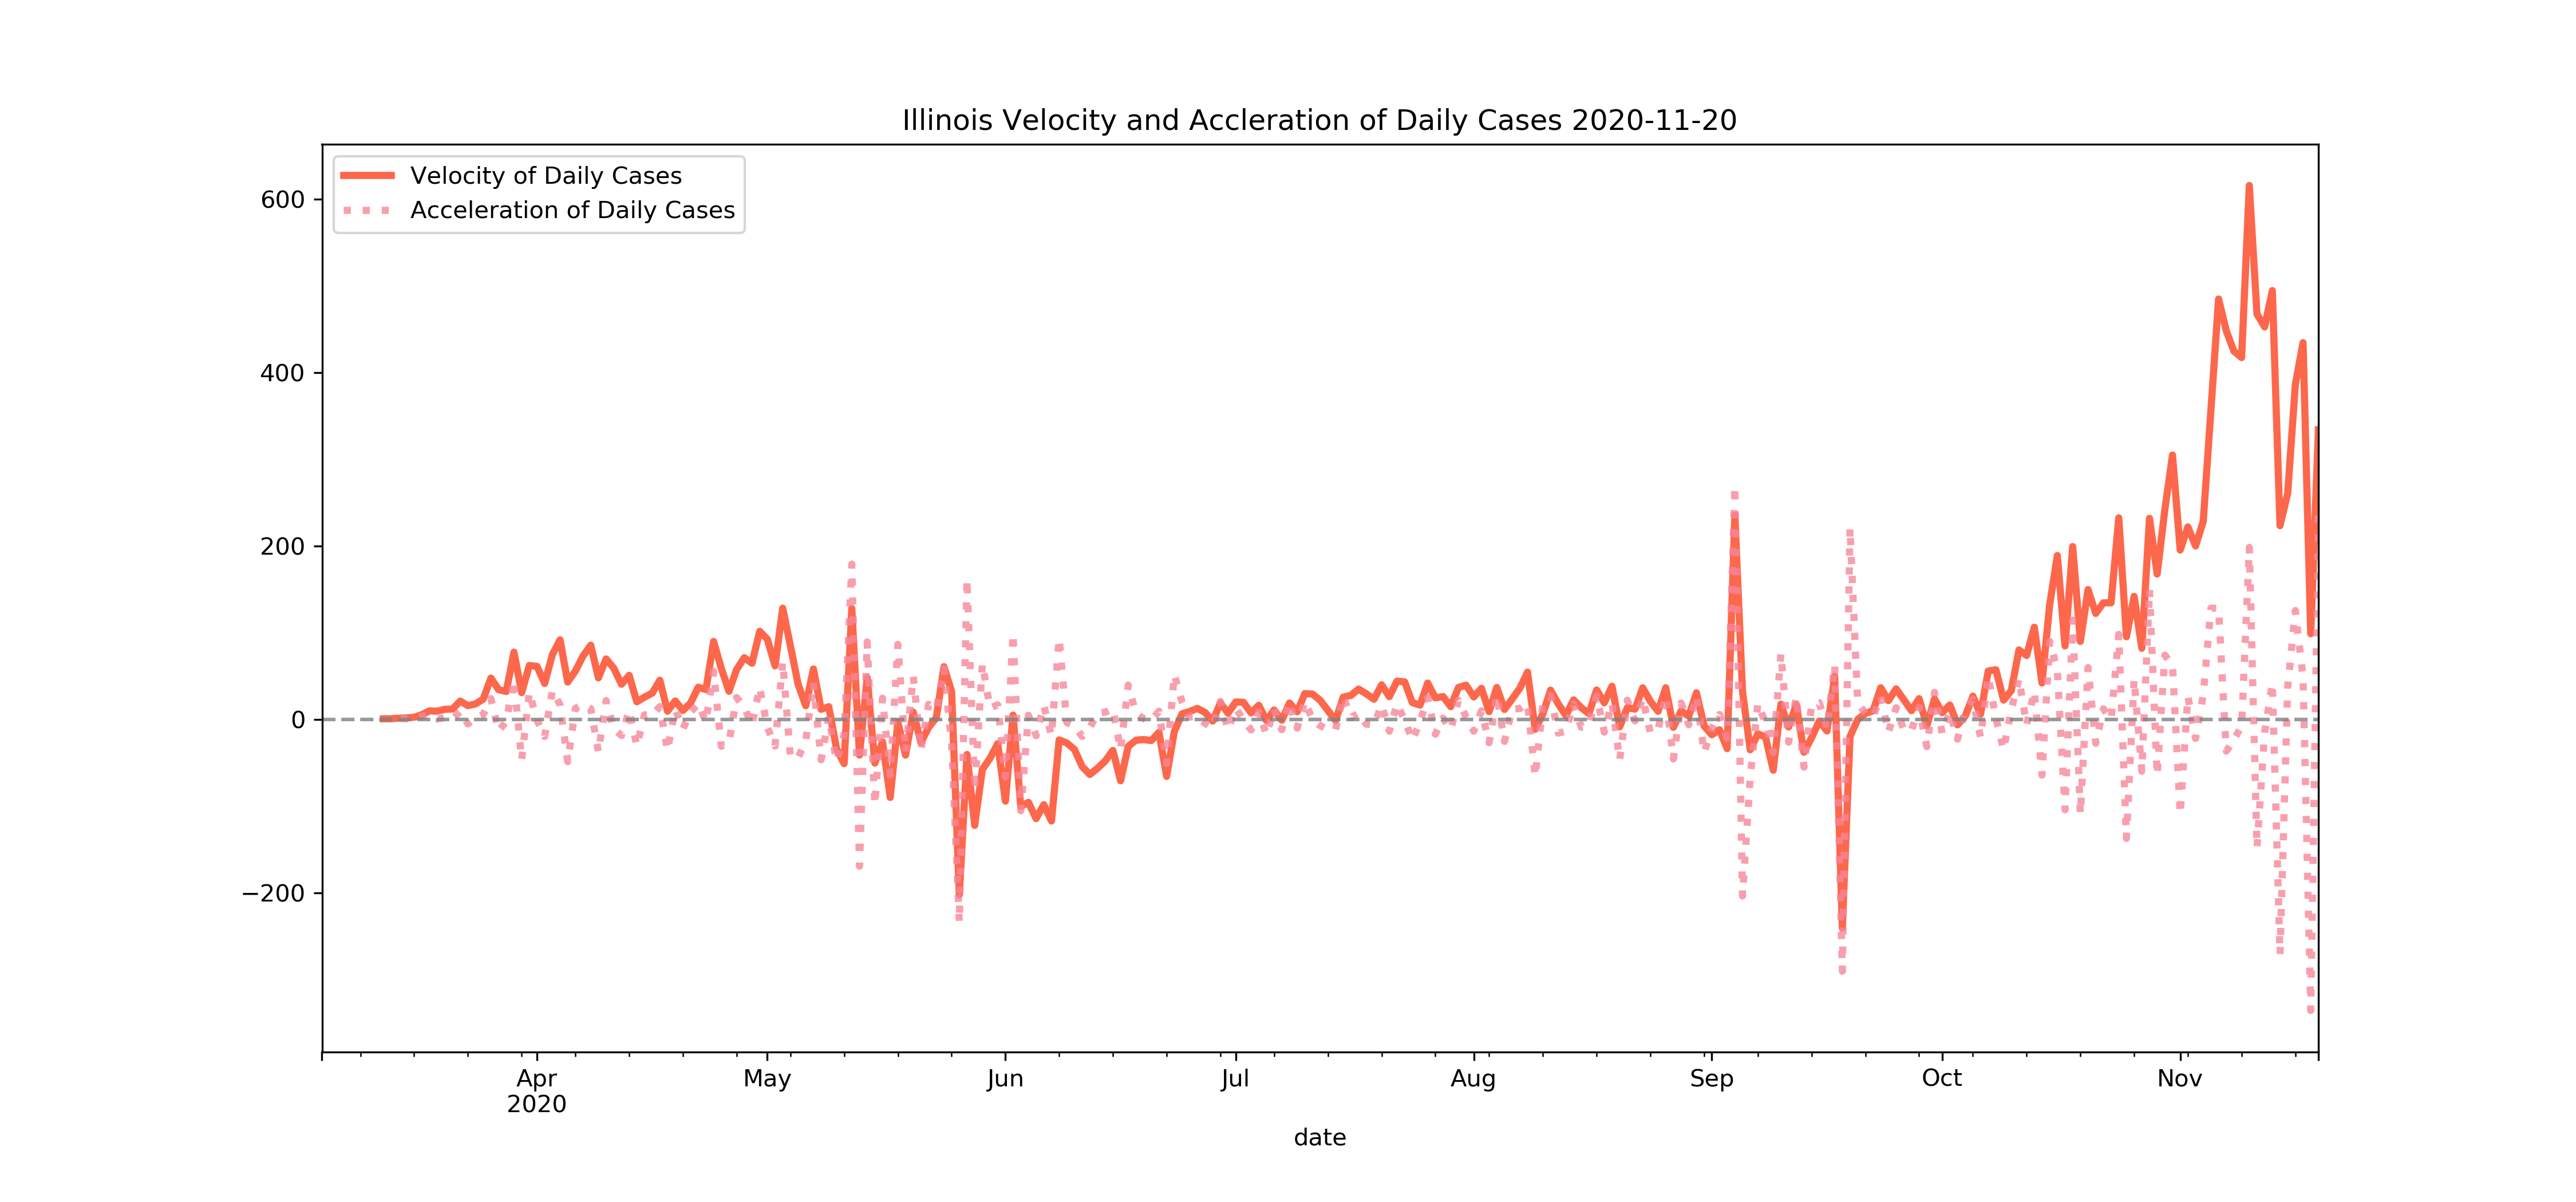 Illinois Velocity and Accleration of Daily Cases 2020-11-20
Velocity of Daily Cases
Acceleration of Daily Cases
600
400
200
0
−200
Apr
2020
May
Jun
Jul
Aug
Sep
Oct
Nov
date